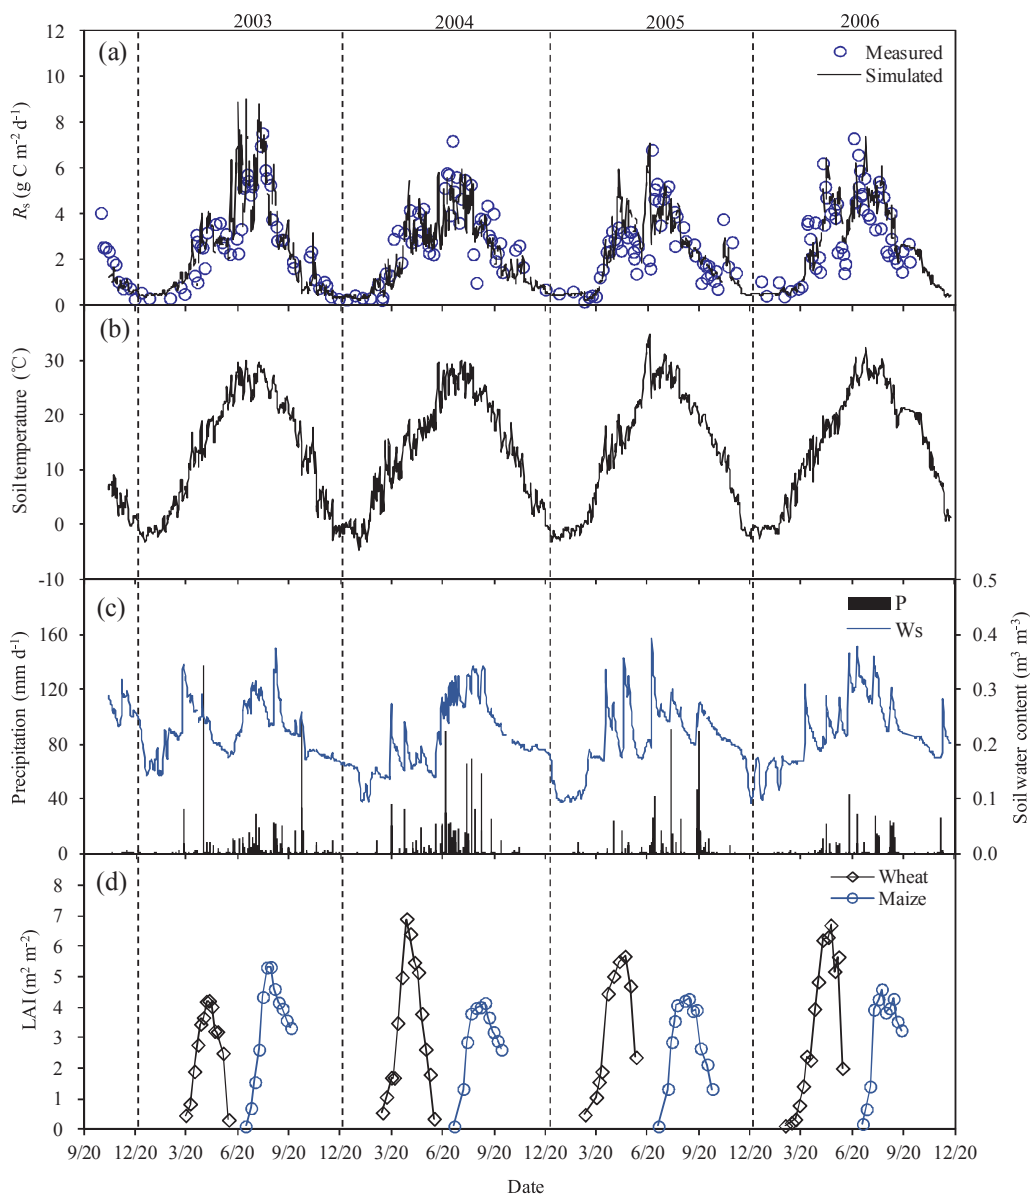 2003 2004 2005 2006
(a)
Measured
Simulated
12
10
8
6
4
2
0
Rs (g C m-2 d-1)
(b)
30
20
10
0
-10
Soil temperature (℃)
(c)
P
Ws
160
120
80
40
0
Precipitation (mm d-1)
0.5
0.4
0.3
0.2
0.1
0.0
Soil water content (m3 m-3)
(d)
Wheat
Maize
8
7
6
5
4
3
2
1
0
LAI (m2 m-2)
9/20 12/20 3/20 6/20 9/20 12/20 3/20 6/20 9/20 12/20 3/20 6/20 9/20 12/20 3/20 6/20 9/20 12/20
Date